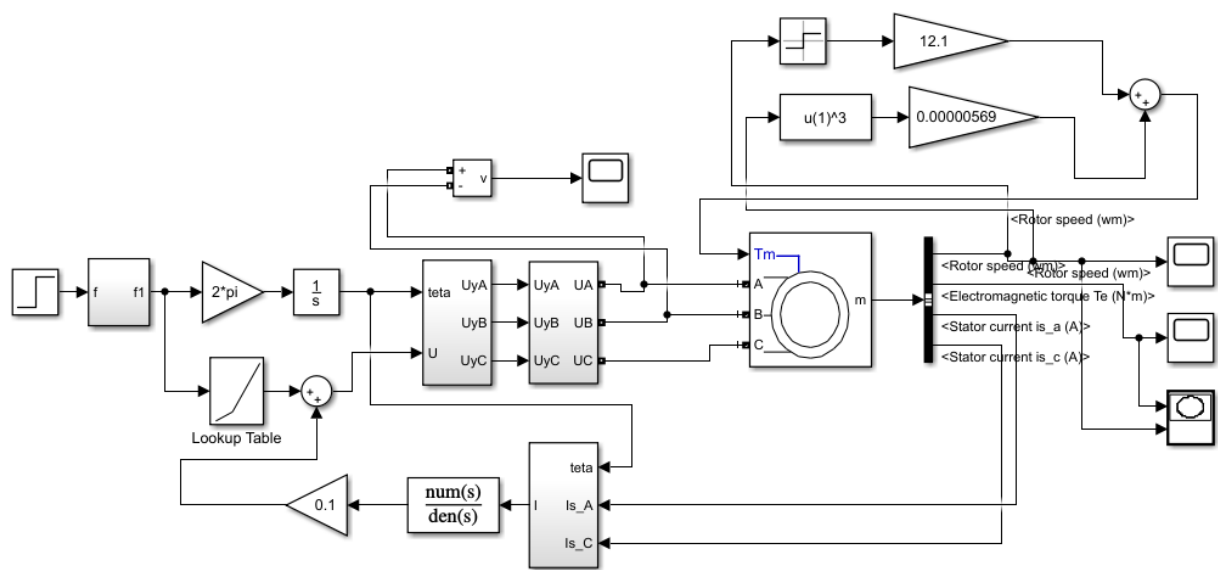 12.1
u(1)^3
0.00000569
+
+
+
-
v
<Rotor speed (wm)>
Tm
A
B
C
m
<Rotor speed (wm)>
<Rotor speed (wm)>
<Electromagnetic torque Te (N*m)>
<Stator current is_a (A)>
<Stator current is_c (A)>
f
f1
2*pi
1
s
teta
U
UyA
UyB
UyC
UyA
UyB
UyC
UA
UB
UC
+
+
Lookup Table
0.1
num(s)
den(s)
I
teta
Is_A
Is_C